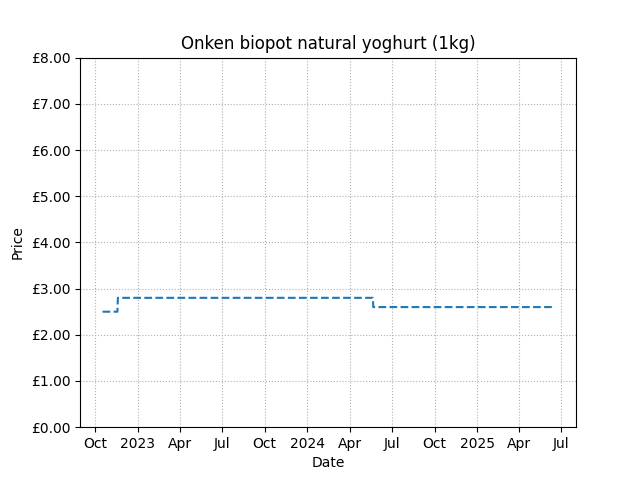 Onken biopot natural yoghurt (1kg)
£8.00
£7.00
£6.00
£5.00
£4.00
£3.00
£2.00
£1.00
£0.00
Price
Oct 2023 Apr Jul Oct 2024 Apr Jul Oct 2025 Apr Jul
Date